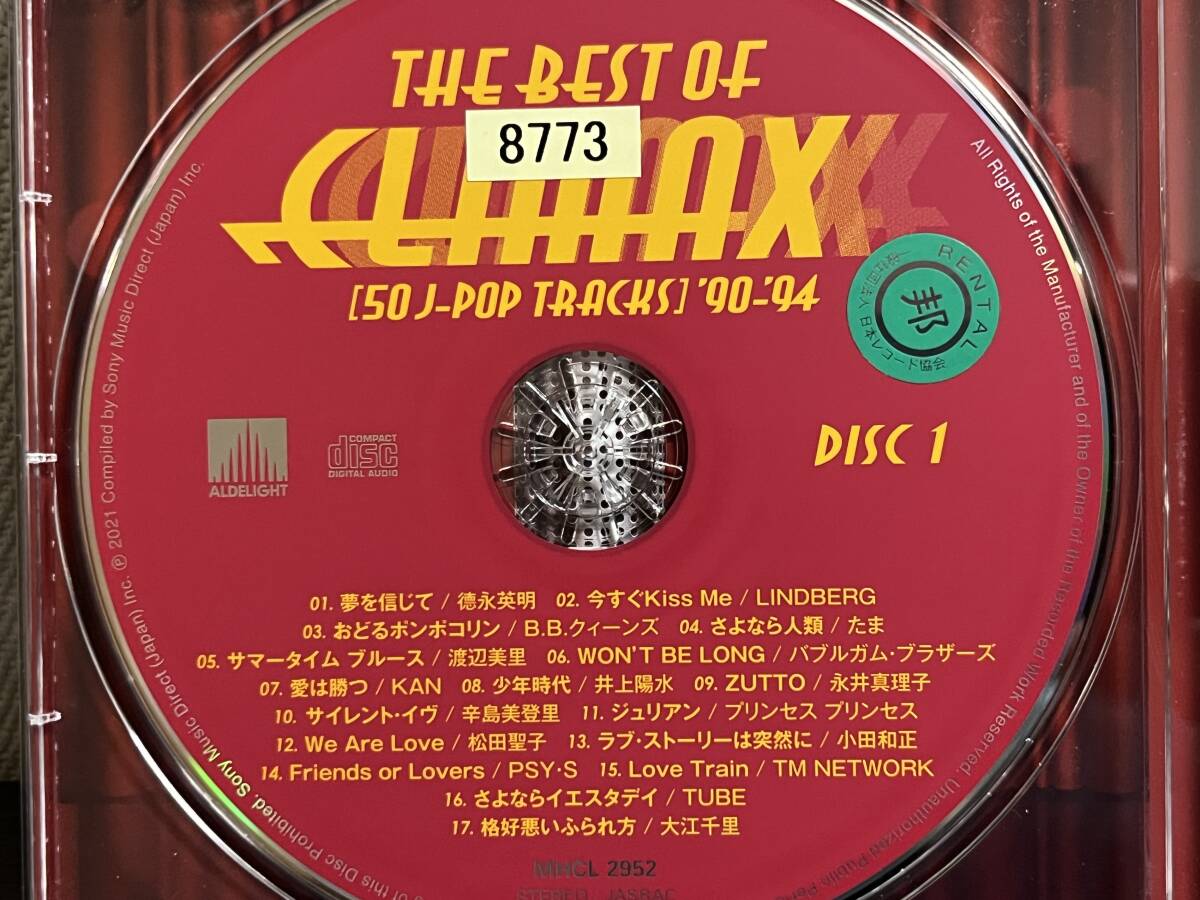 THE BEST OF
8773
CLIMAX
[50 J-POP TRACKS] '90-'94
RENTAL
邦
日本レコード協会
DISC 1
ALDELIGHT
COMPACT
disc
DIGITAL AUDIO
01. 夢を信じて / 德永英明 02. 今すぐKiss Me / LINDBERG
03. おどるポンポコリン / B.B.クィーンズ 04. さよなら人類 / たま
05. サマータイム ブルース / 渡辺美里 06. WON'T BE LONG / バブルガム・ブラザーズ
07. 愛は勝つ / KAN 08. 少年時代 / 井上陽水 09. ZUTTO / 永井真理子
10. サイレント・イヴ / 辛島美登里 11. ジュリアン / プリンセス プリンセス
12. We Are Love / 松田聖子 13. ラブ・ストーリーは突然に / 小田和正
14. Friends or Lovers / PSY・S 15. Love Train / TM NETWORK
16. さよならイエスタデイ / TUBE
17. 格好悪いふられ方 / 大江千里
MHCL 2952
STEREO JASRAC
All Rights of the Manufacturer and of the Owner of the Recorded Work Reserved. Unauthorized Public
of this Disc Prohibited. Sony Music Direct (Japan) Inc. ℗ 2021 Compiled by Sony Music Direct (Japan) Inc.